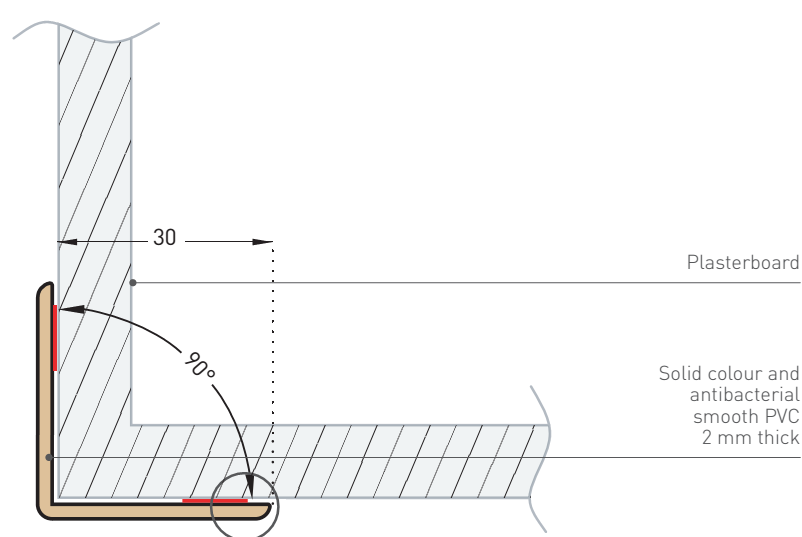 30
Plasterboard
90°
Solid colour and
antibacterial
smooth PVC
2 mm thick